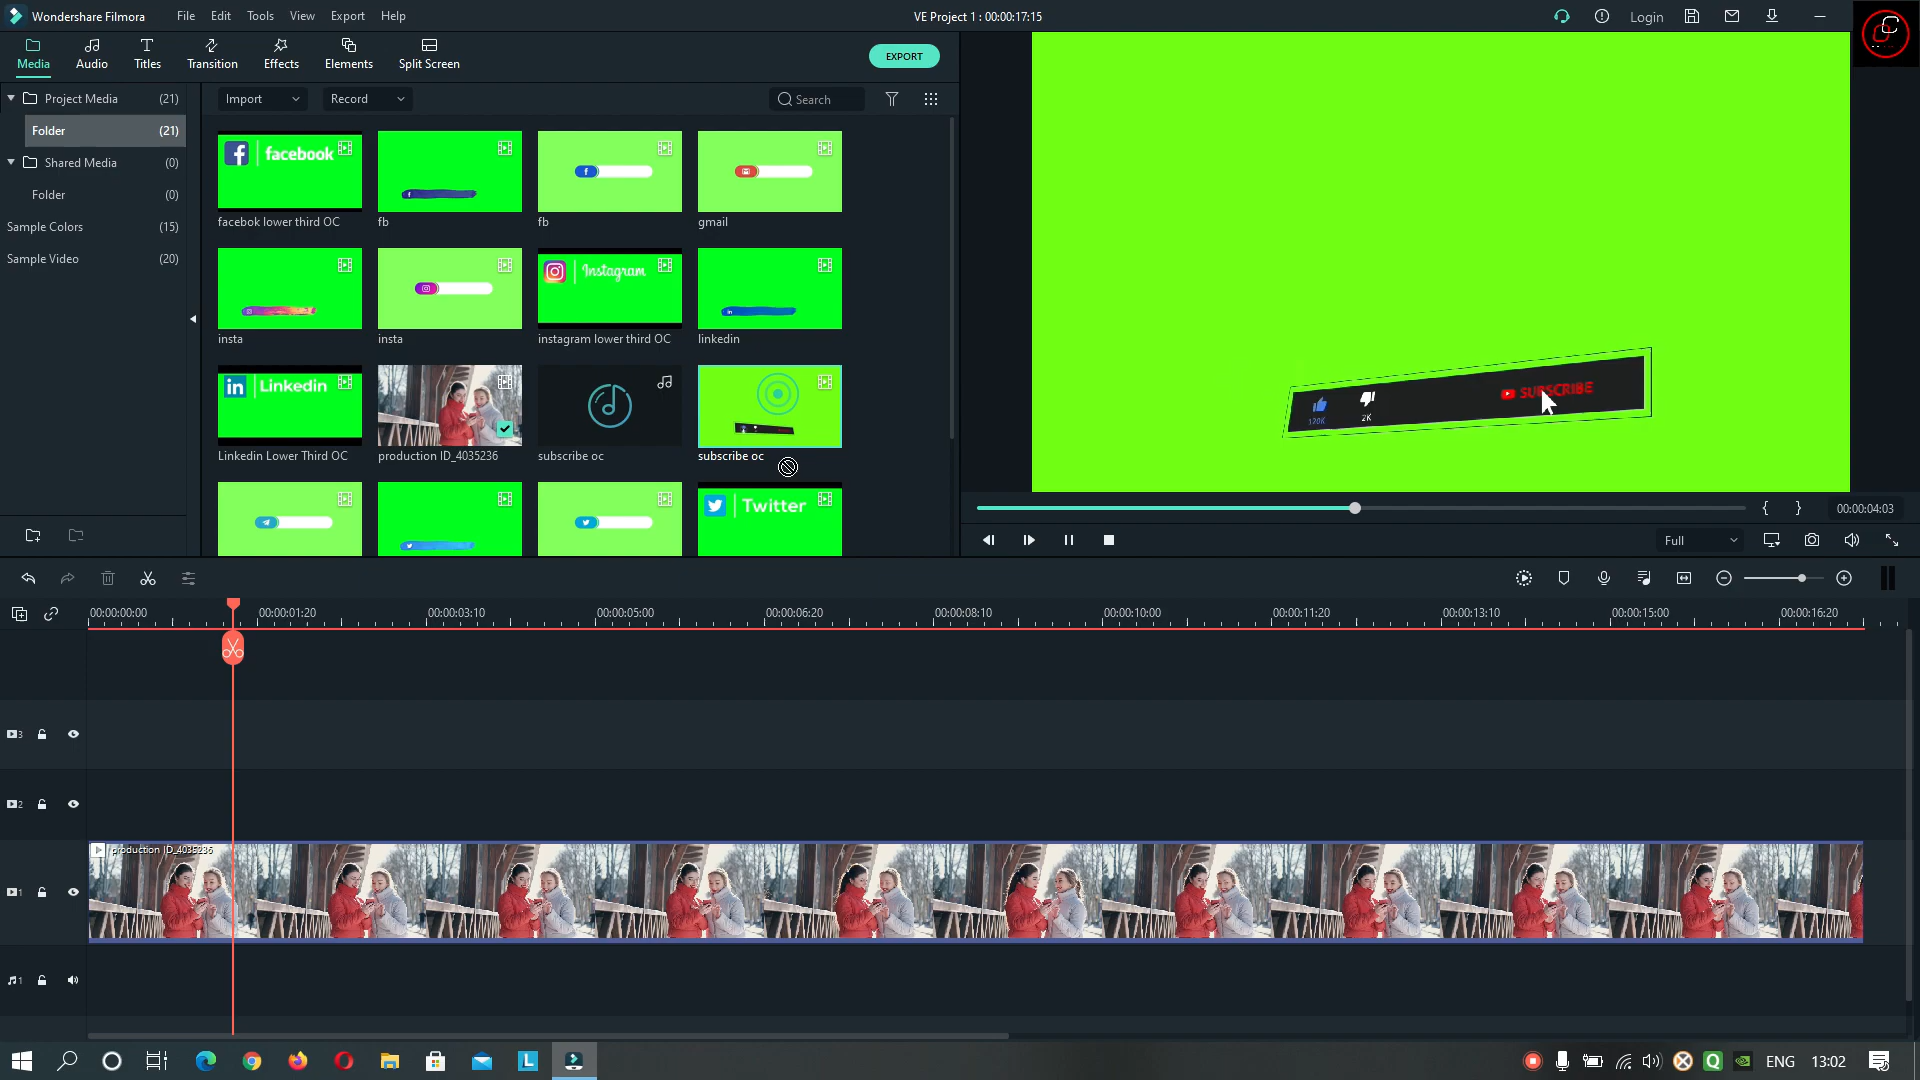 Wondershare Filmora
File Edit Tools View Export Help
VE Project 1 : 00:00:17:15
Login
Media
Audio
Titles
Transition
Effects
Elements
Split Screen
EXPORT
Project Media (21)
Folder (21)
Shared Media (0)
Folder (0)
Sample Colors (15)
Sample Video (20)
Import
Record
Search
facebook
facebok lower third OC
fb
fb
gmail
insta
insta
Instagram
instagram lower third OC
linkedin
Linkedin
Linkedin Lower Third OC
production ID_4035236
subscribe oc
subscribe oc
Twitter
120K
2K
SUBSCRIBE
00:00:04:03
Full
00:00:00:00
00:00:01:20
00:00:03:10
00:00:05:00
00:00:06:20
00:00:08:10
00:00:10:00
00:00:11:20
00:00:13:10
00:00:15:00
00:00:16:20
3
2
production ID_4035236
1
1
ENG
13:02